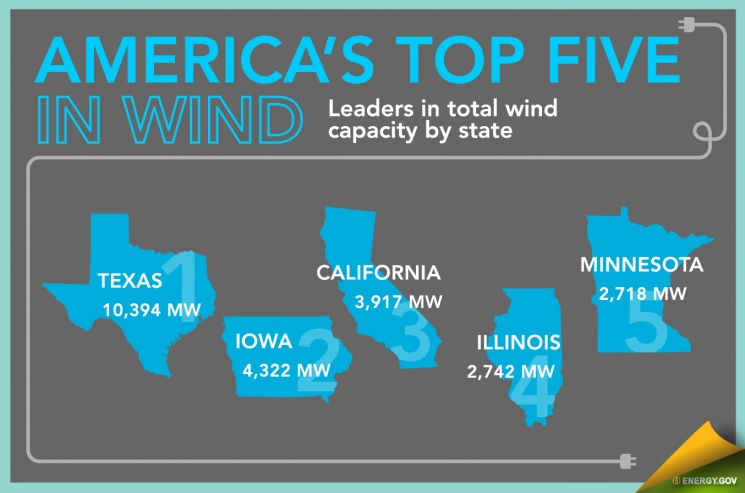 AMERICA'S TOP FIVE
IN WIND
Leaders in total wind
capacity by state
TEXAS
10,394 MW
1
IOWA
4,322 MW
2
CALIFORNIA
3,917 MW
3
ILLINOIS
2,742 MW
4
MINNESOTA
2,718 MW
5
ENERGY.GOV